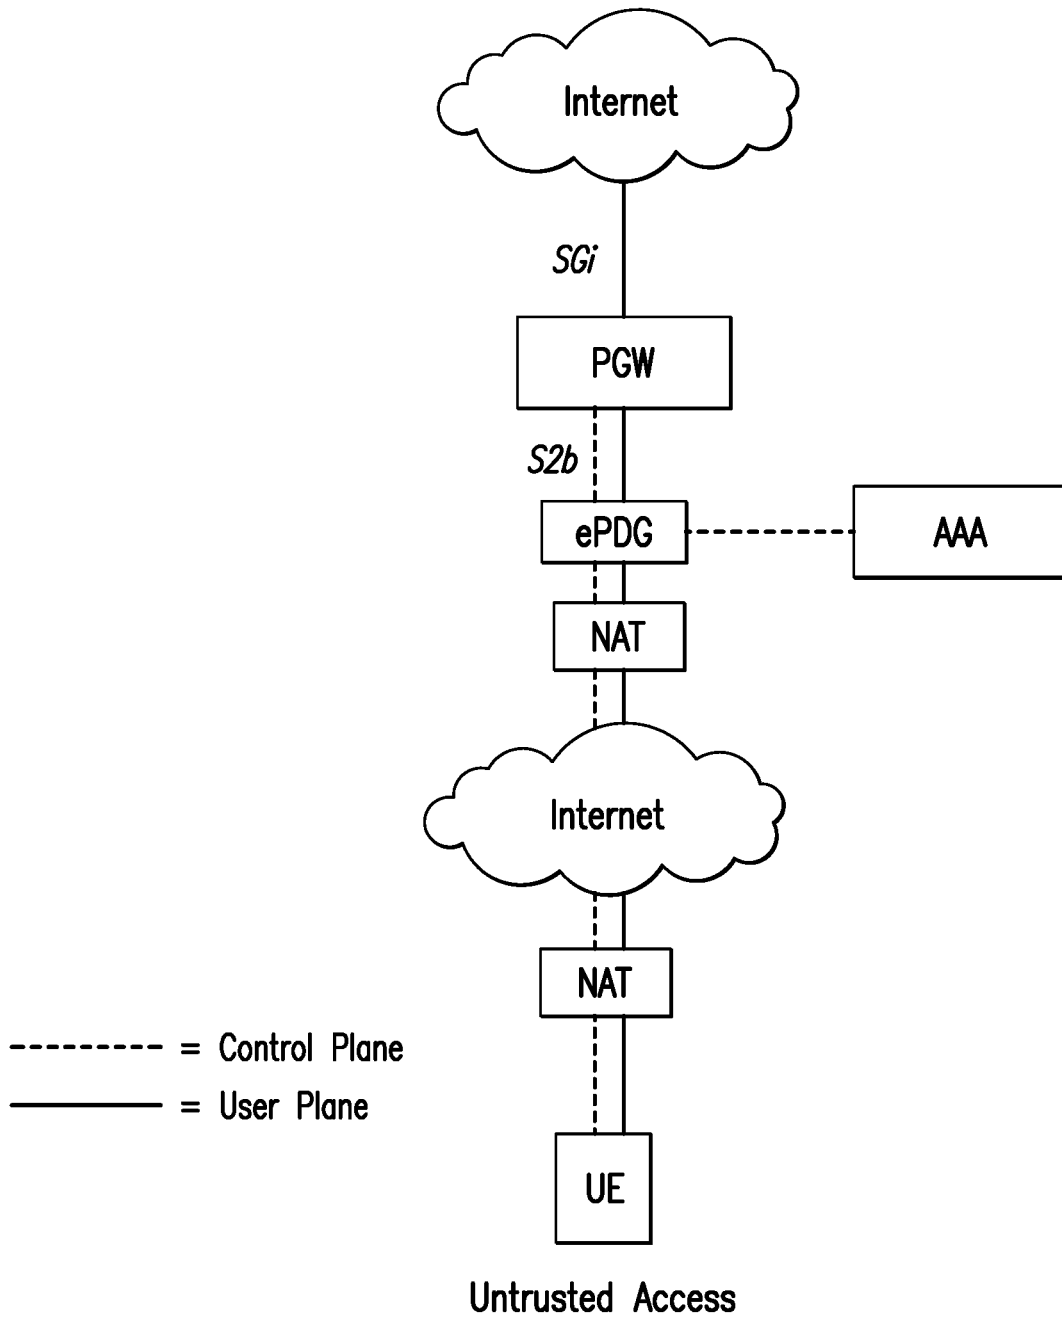 Internet
SGi
PGW
S2b
ePDG
AAA
NAT
Internet
NAT
= Control Plane
= User Plane
UE
Untrusted Access